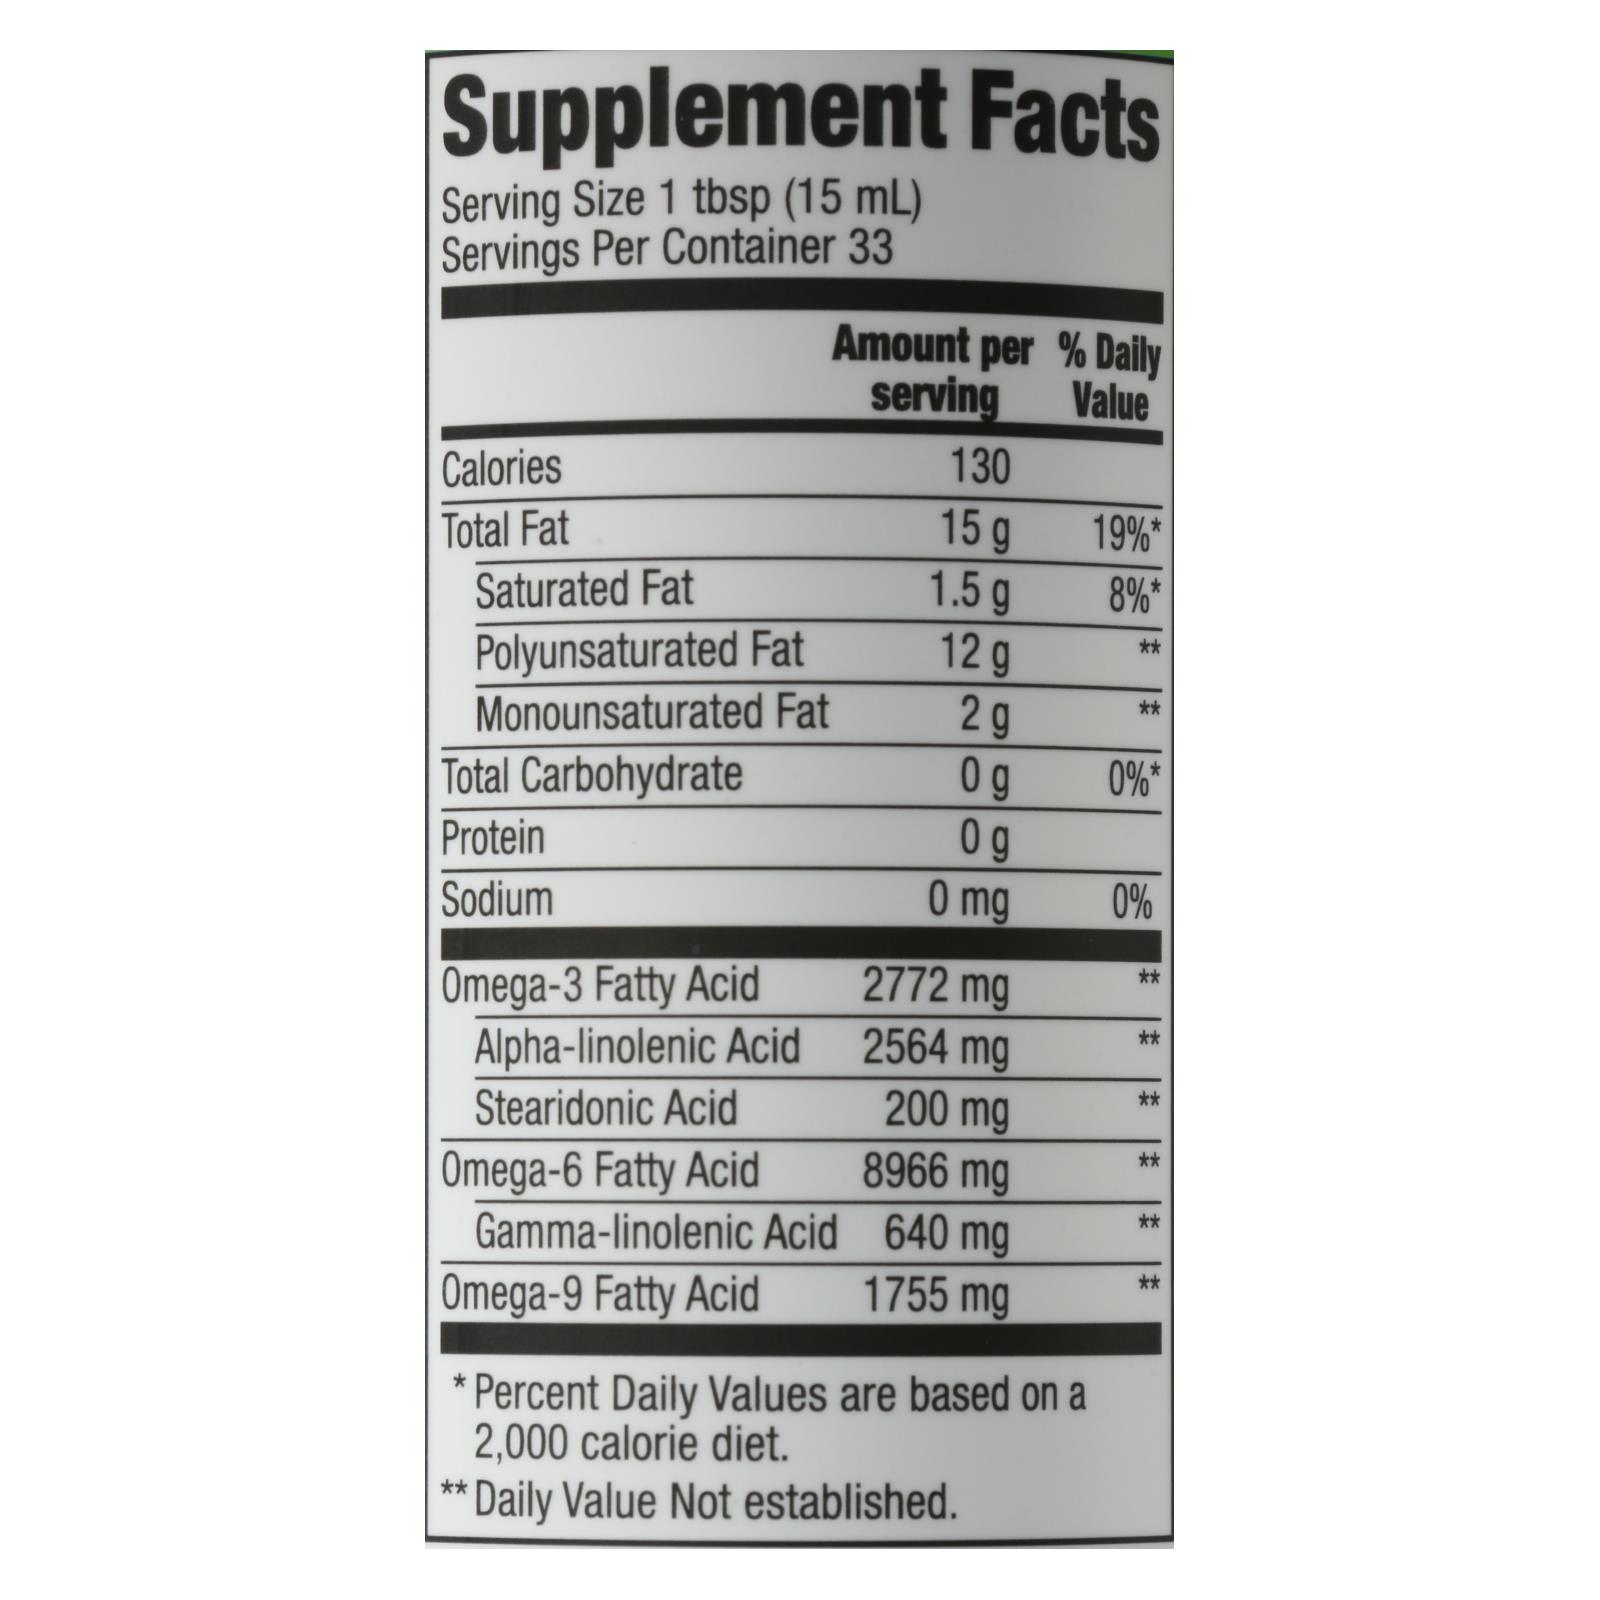 Supplement Facts
Serving Size 1 tbsp (15 mL)
Servings Per Container 33
Amount per serving % Daily Value
Calories 130
Total Fat 15 g 19%*
Saturated Fat 1.5 g 8%*
Polyunsaturated Fat 12 g **
Monounsaturated Fat 2 g **
Total Carbohydrate 0 g 0%*
Protein 0 g
Sodium 0 mg 0%
Omega-3 Fatty Acid 2772 mg **
Alpha-linolenic Acid 2564 mg **
Stearidonic Acid 200 mg **
Omega-6 Fatty Acid 8966 mg **
Gamma-linolenic Acid 640 mg **
Omega-9 Fatty Acid 1755 mg **
* Percent Daily Values are based on a
2,000 calorie diet.
** Daily Value Not established.